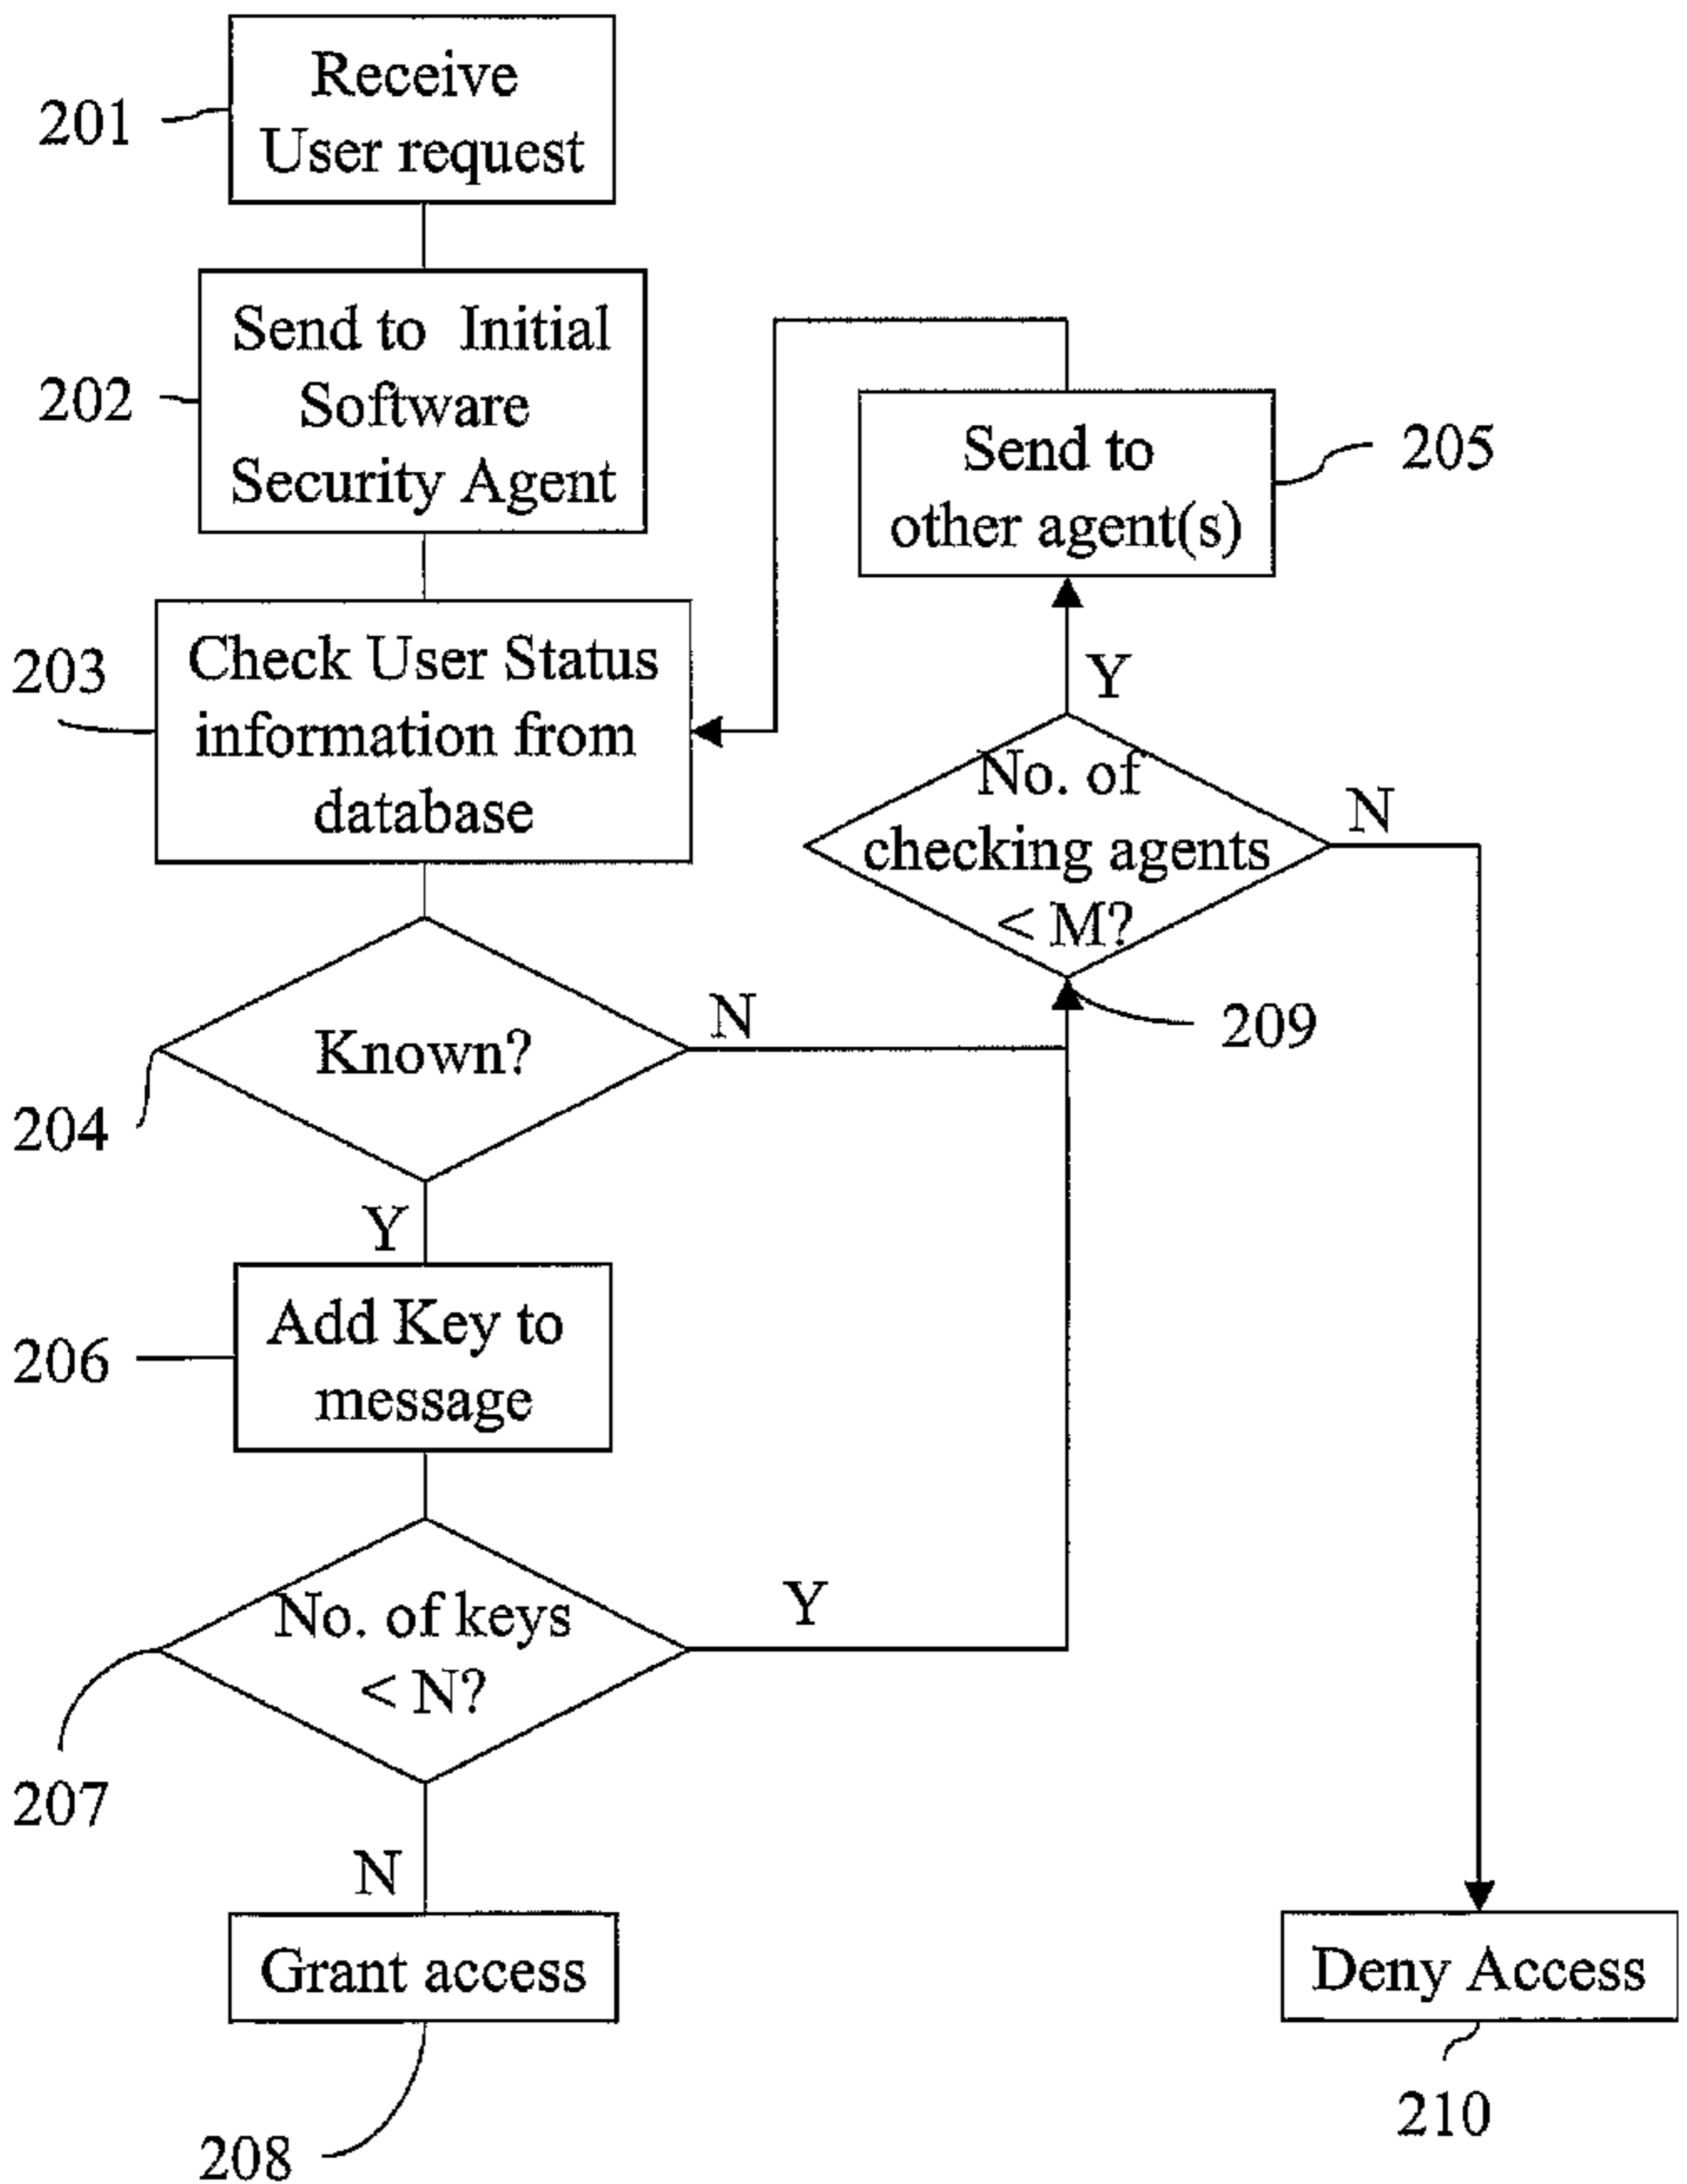 Receive
User request
201
Send to Initial
Software
Security Agent
202
Send to
other agent(s)
205
Check User Status
information from
database
203
Y
No. of
checking agents
< M?
N
209
Known?
N
204
Y
Add Key to
message
206
No. of keys
< N?
Y
207
N
Grant access
208
Deny Access
210